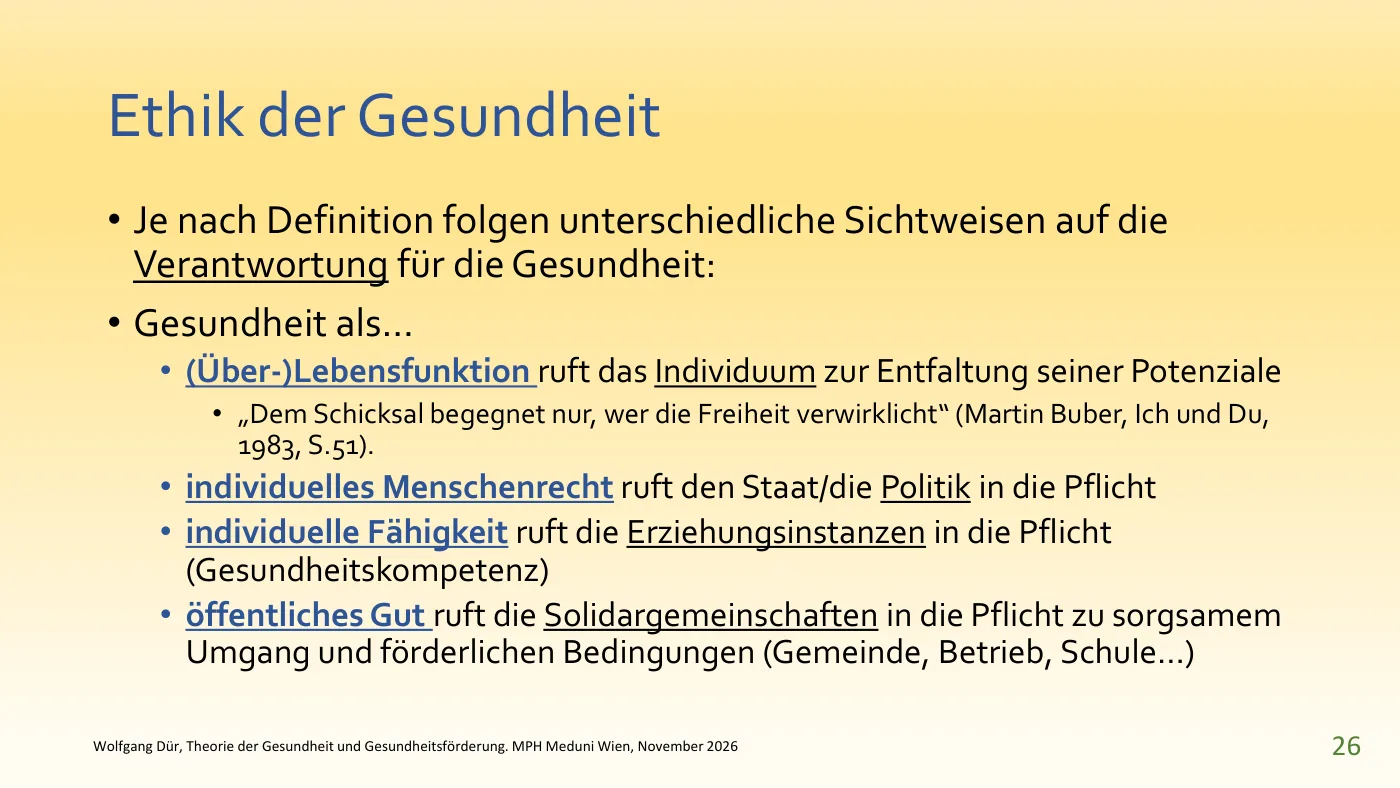 Ethik der Gesundheit
• Je nach Definition folgen unterschiedliche Sichtweisen auf die
Verantwortung für die Gesundheit:
• Gesundheit als…
• (Über-)Lebensfunktion ruft das Individuum zur Entfaltung seiner Potenziale
• „Dem Schicksal begegnet nur, wer die Freiheit verwirklicht“ (Martin Buber, Ich und Du,
1983, S.51).
• individuelles Menschenrecht ruft den Staat/die Politik in die Pflicht
• individuelle Fähigkeit ruft die Erziehungsinstanzen in die Pflicht
(Gesundheitskompetenz)
• öffentliches Gut ruft die Solidargemeinschaften in die Pflicht zu sorgsamem
Umgang und förderlichen Bedingungen (Gemeinde, Betrieb, Schule…)
Wolfgang Dür, Theorie der Gesundheit und Gesundheitsförderung. MPH Meduni Wien, November 2026
26